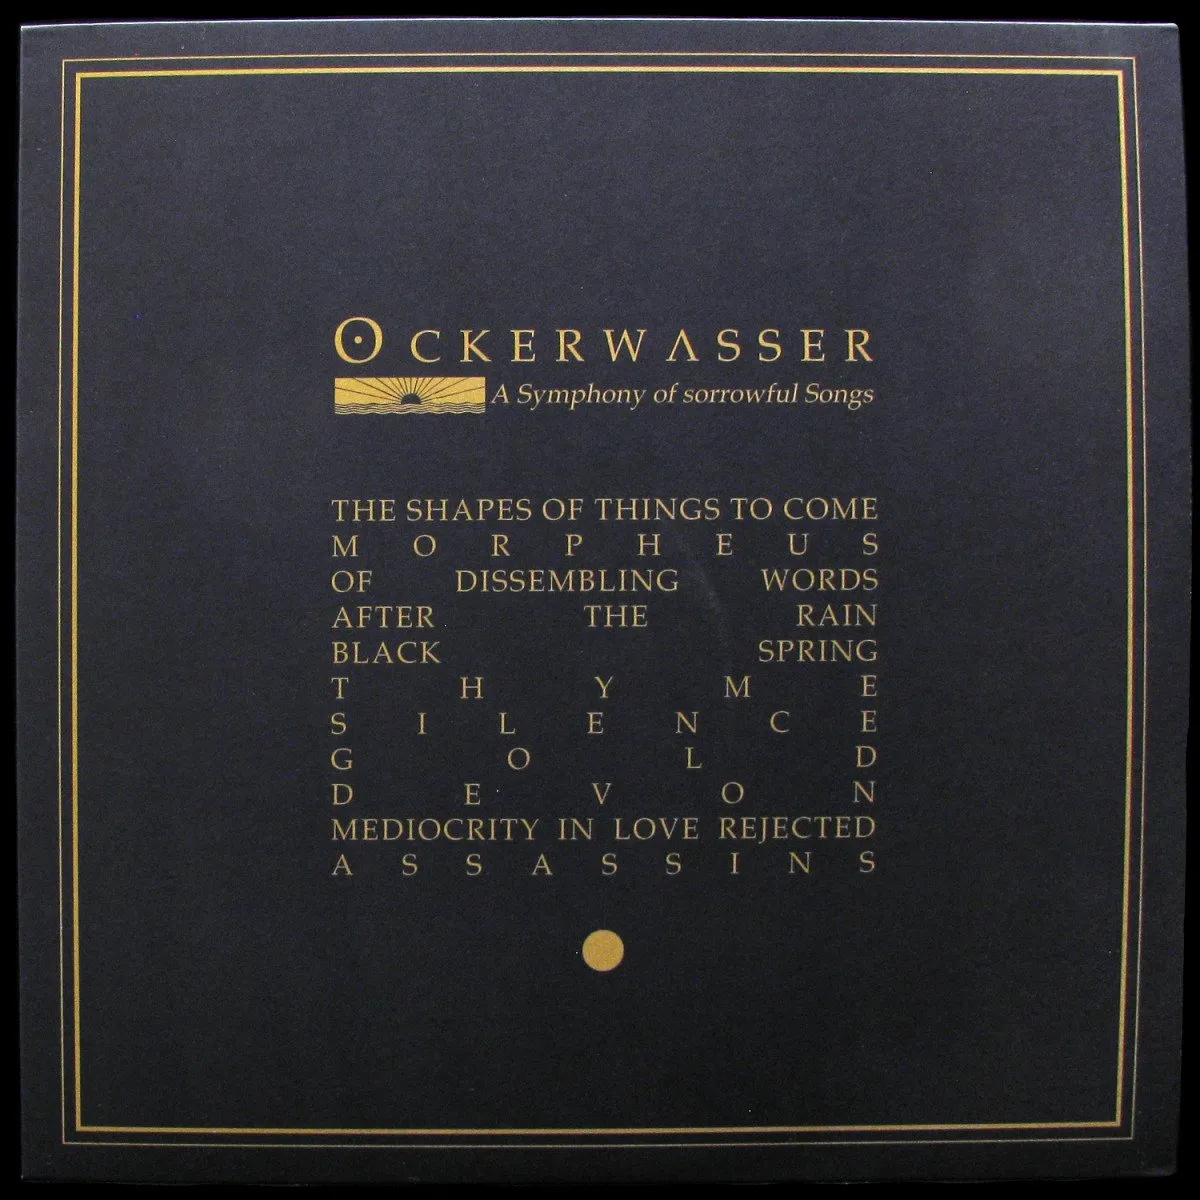 OCKERWASSER
A Symphony of sorrowful Songs
THE SHAPES OF THINGS TO COME
MORPHEUS
OF DISSEMBLING WORDS
AFTER THE RAIN
BLACK SPRING
THYME
SILENCE
GOLD
DEVON
MEDIOCRITY IN LOVE REJECTED
ASSASSINS